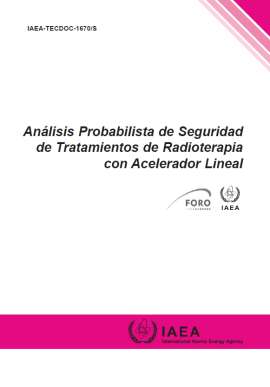 IAEA-TECDOC-1670/S
Análisis Probabilista de Seguridad
de Tratamientos de Radioterapia
con Acelerador Lineal
FORO
IAEA
IAEA
International Atomic Energy Agency